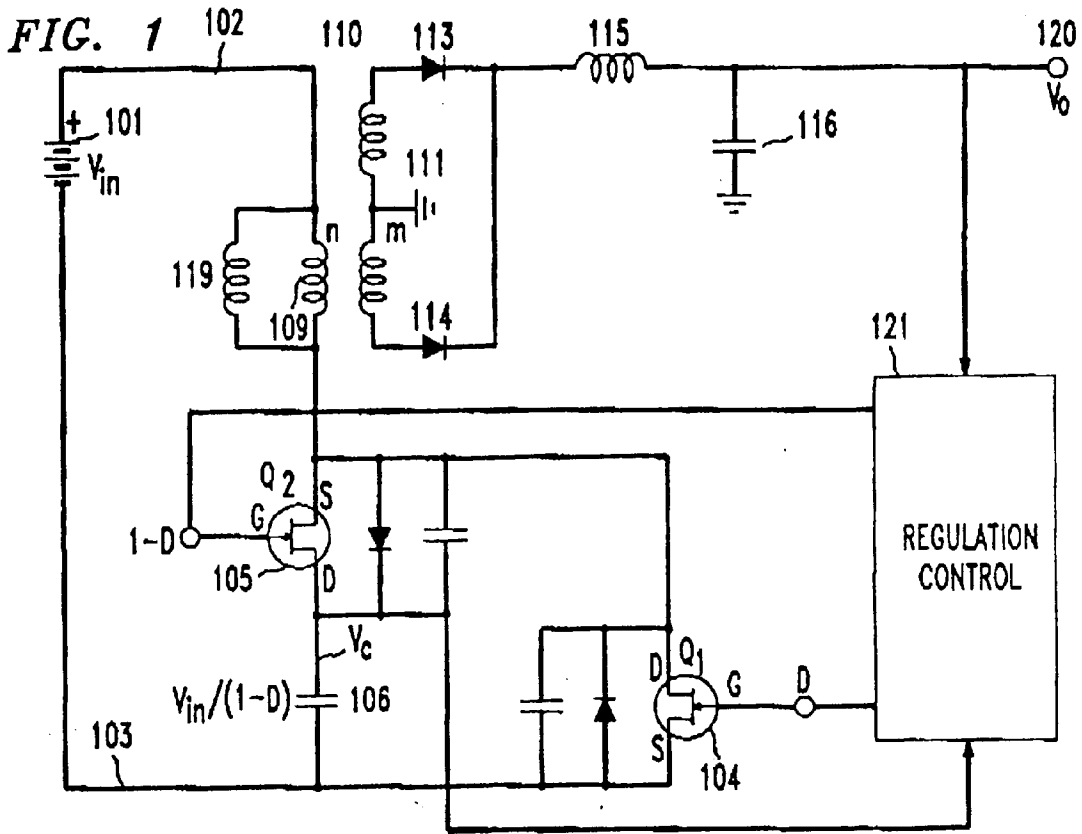 FIG. 1
102
110
113
115
120
V₀
101
+
Vin
111
116
n
m
119
109
114
121
Q2
S
G
1-D
105
D
REGULATION
CONTROL
Vc
Vin/(1-D)
106
D
Q1
G
D
S
104
103